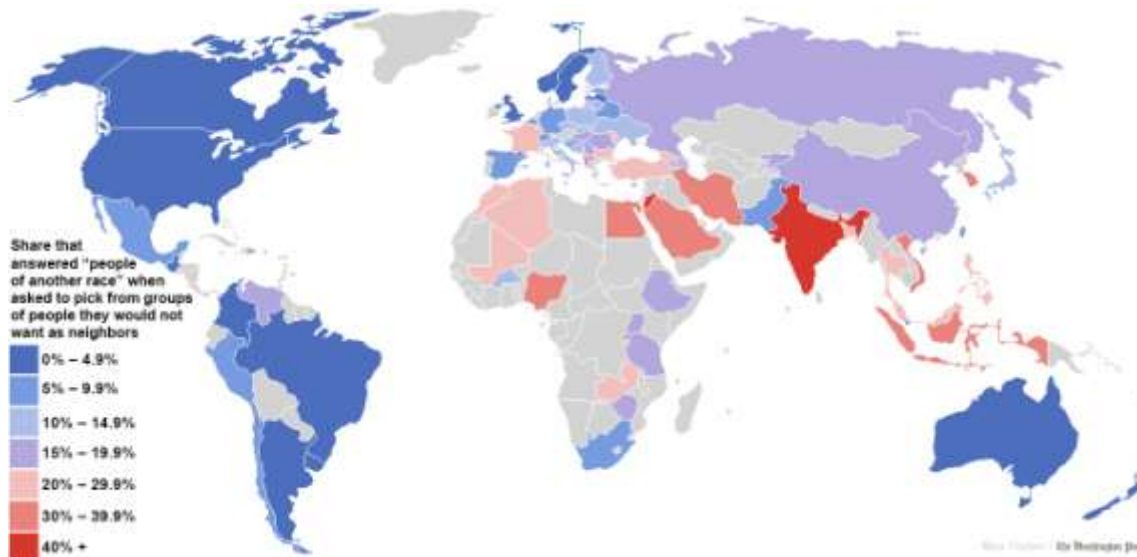 Share that
answered "people
of another race" when
asked to pick from groups
of people they would not
want as neighbors
0% – 4.9%
5% – 9.9%
10% – 14.9%
15% – 19.9%
20% – 29.9%
30% – 39.9%
40% +
The Washington